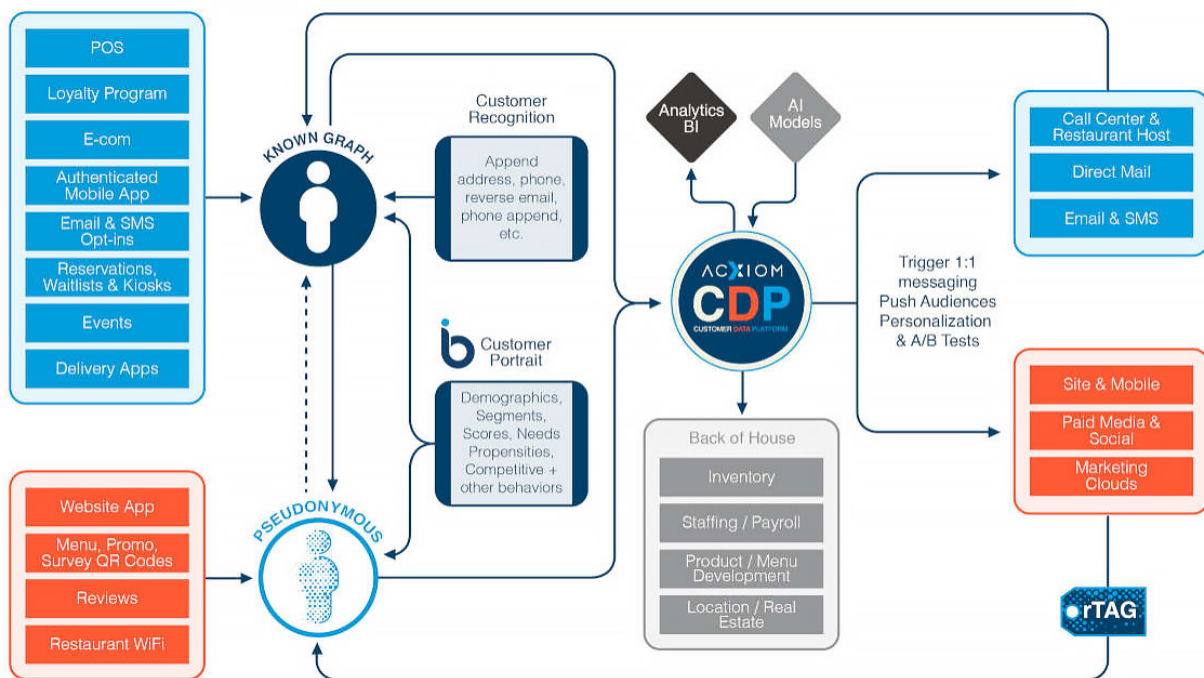 POS
Loyalty Program
E-com
Authenticated
Mobile App
Email & SMS
Opt-ins
Reservations,
Waitlists & Kiosks
Events
Delivery Apps
Website App
Menu, Promo,
Survey QR Codes
Reviews
Restaurant WiFi
KNOWN GRAPH
PSEUDONYMOUS
Customer
Recognition
Append
address, phone,
reverse email,
phone append,
etc.
ib Customer
Portrait
Demographics,
Segments,
Scores, Needs
Propensities,
Competitive +
other behaviors
Analytics
BI
AI
Models
ACXIOM
CDP
CUSTOMER DATA PLATFORM
Back of House
Inventory
Staffing / Payroll
Product / Menu
Development
Location / Real
Estate
Trigger 1:1
messaging
Push Audiences
Personalization
& A/B Tests
Call Center &
Restaurant Host
Direct Mail
Email & SMS
Site & Mobile
Paid Media &
Social
Marketing
Clouds
rTAG